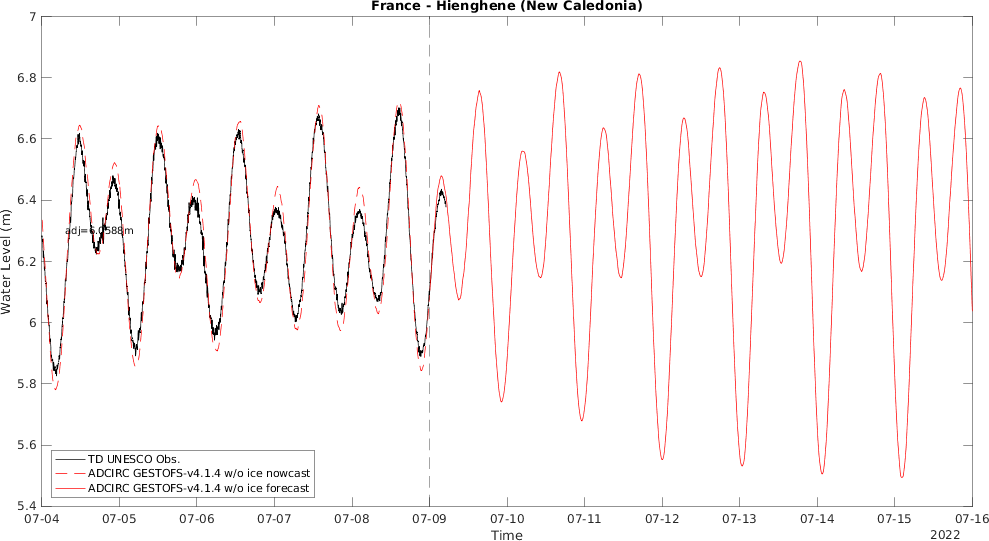 France - Hienghene (New Caledonia)
7
6.8
6.6
6.4
6.2
6
5.8
5.6
5.4
Water Level (m)
adj=6.0588m
TD UNESCO Obs.
ADCIRC GESTOFS-v4.1.4 w/o ice nowcast
ADCIRC GESTOFS-v4.1.4 w/o ice forecast
07-04 07-05 07-06 07-07 07-08 07-09 07-10 07-11 07-12 07-13 07-14 07-15 07-16
Time
2022